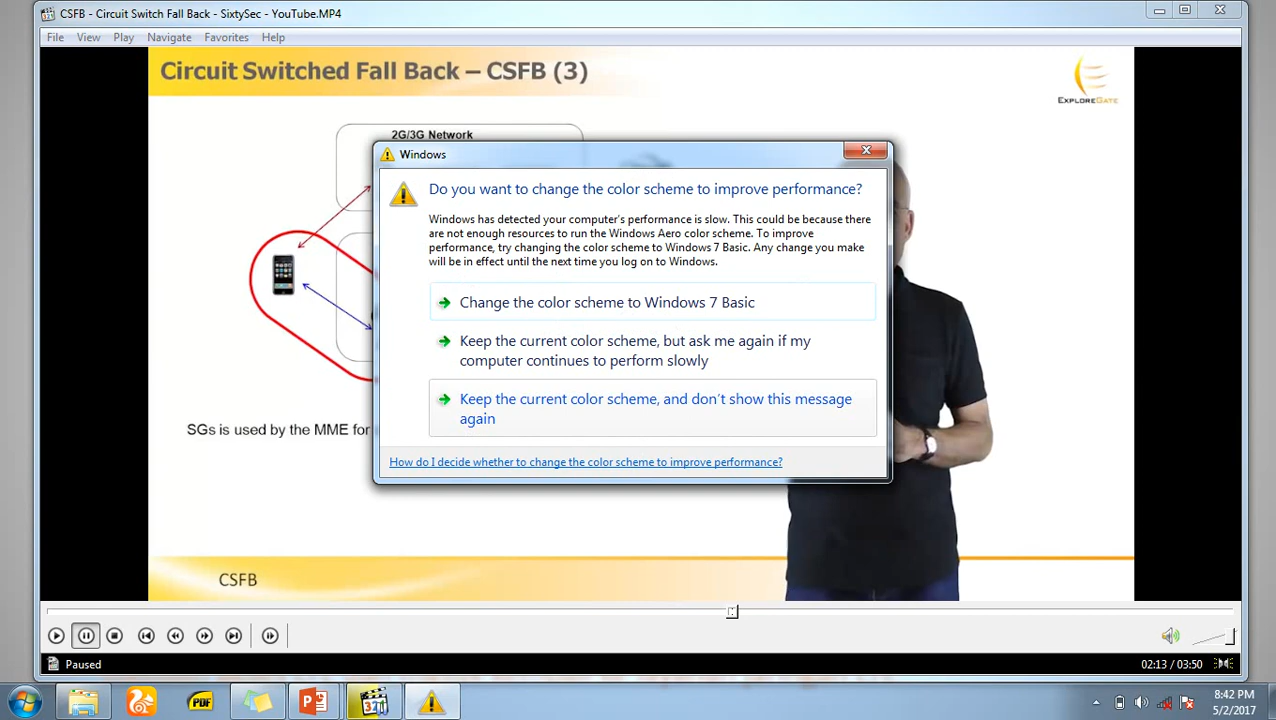 CSFB - Circuit Switch Fall Back - SixtySec - YouTube.MP4
File View Play Navigate Favorites Help
Circuit Switched Fall Back – CSFB (3)
EXPLOREGATE
2G/3G Network
Windows
Do you want to change the color scheme to improve performance?
Windows has detected your computer's performance is slow. This could be because there
are not enough resources to run the Windows Aero color scheme. To improve
performance, try changing the color scheme to Windows 7 Basic. Any change you make
will be in effect until the next time you log on to Windows.
Change the color scheme to Windows 7 Basic
Keep the current color scheme, but ask me again if my
computer continues to perform slowly
Keep the current color scheme, and don't show this message
again
SGs is used by the MME for
How do I decide whether to change the color scheme to improve performance?
CSFB
Paused
02:13 / 03:50
PDF
321
8:42 PM
5/2/2017